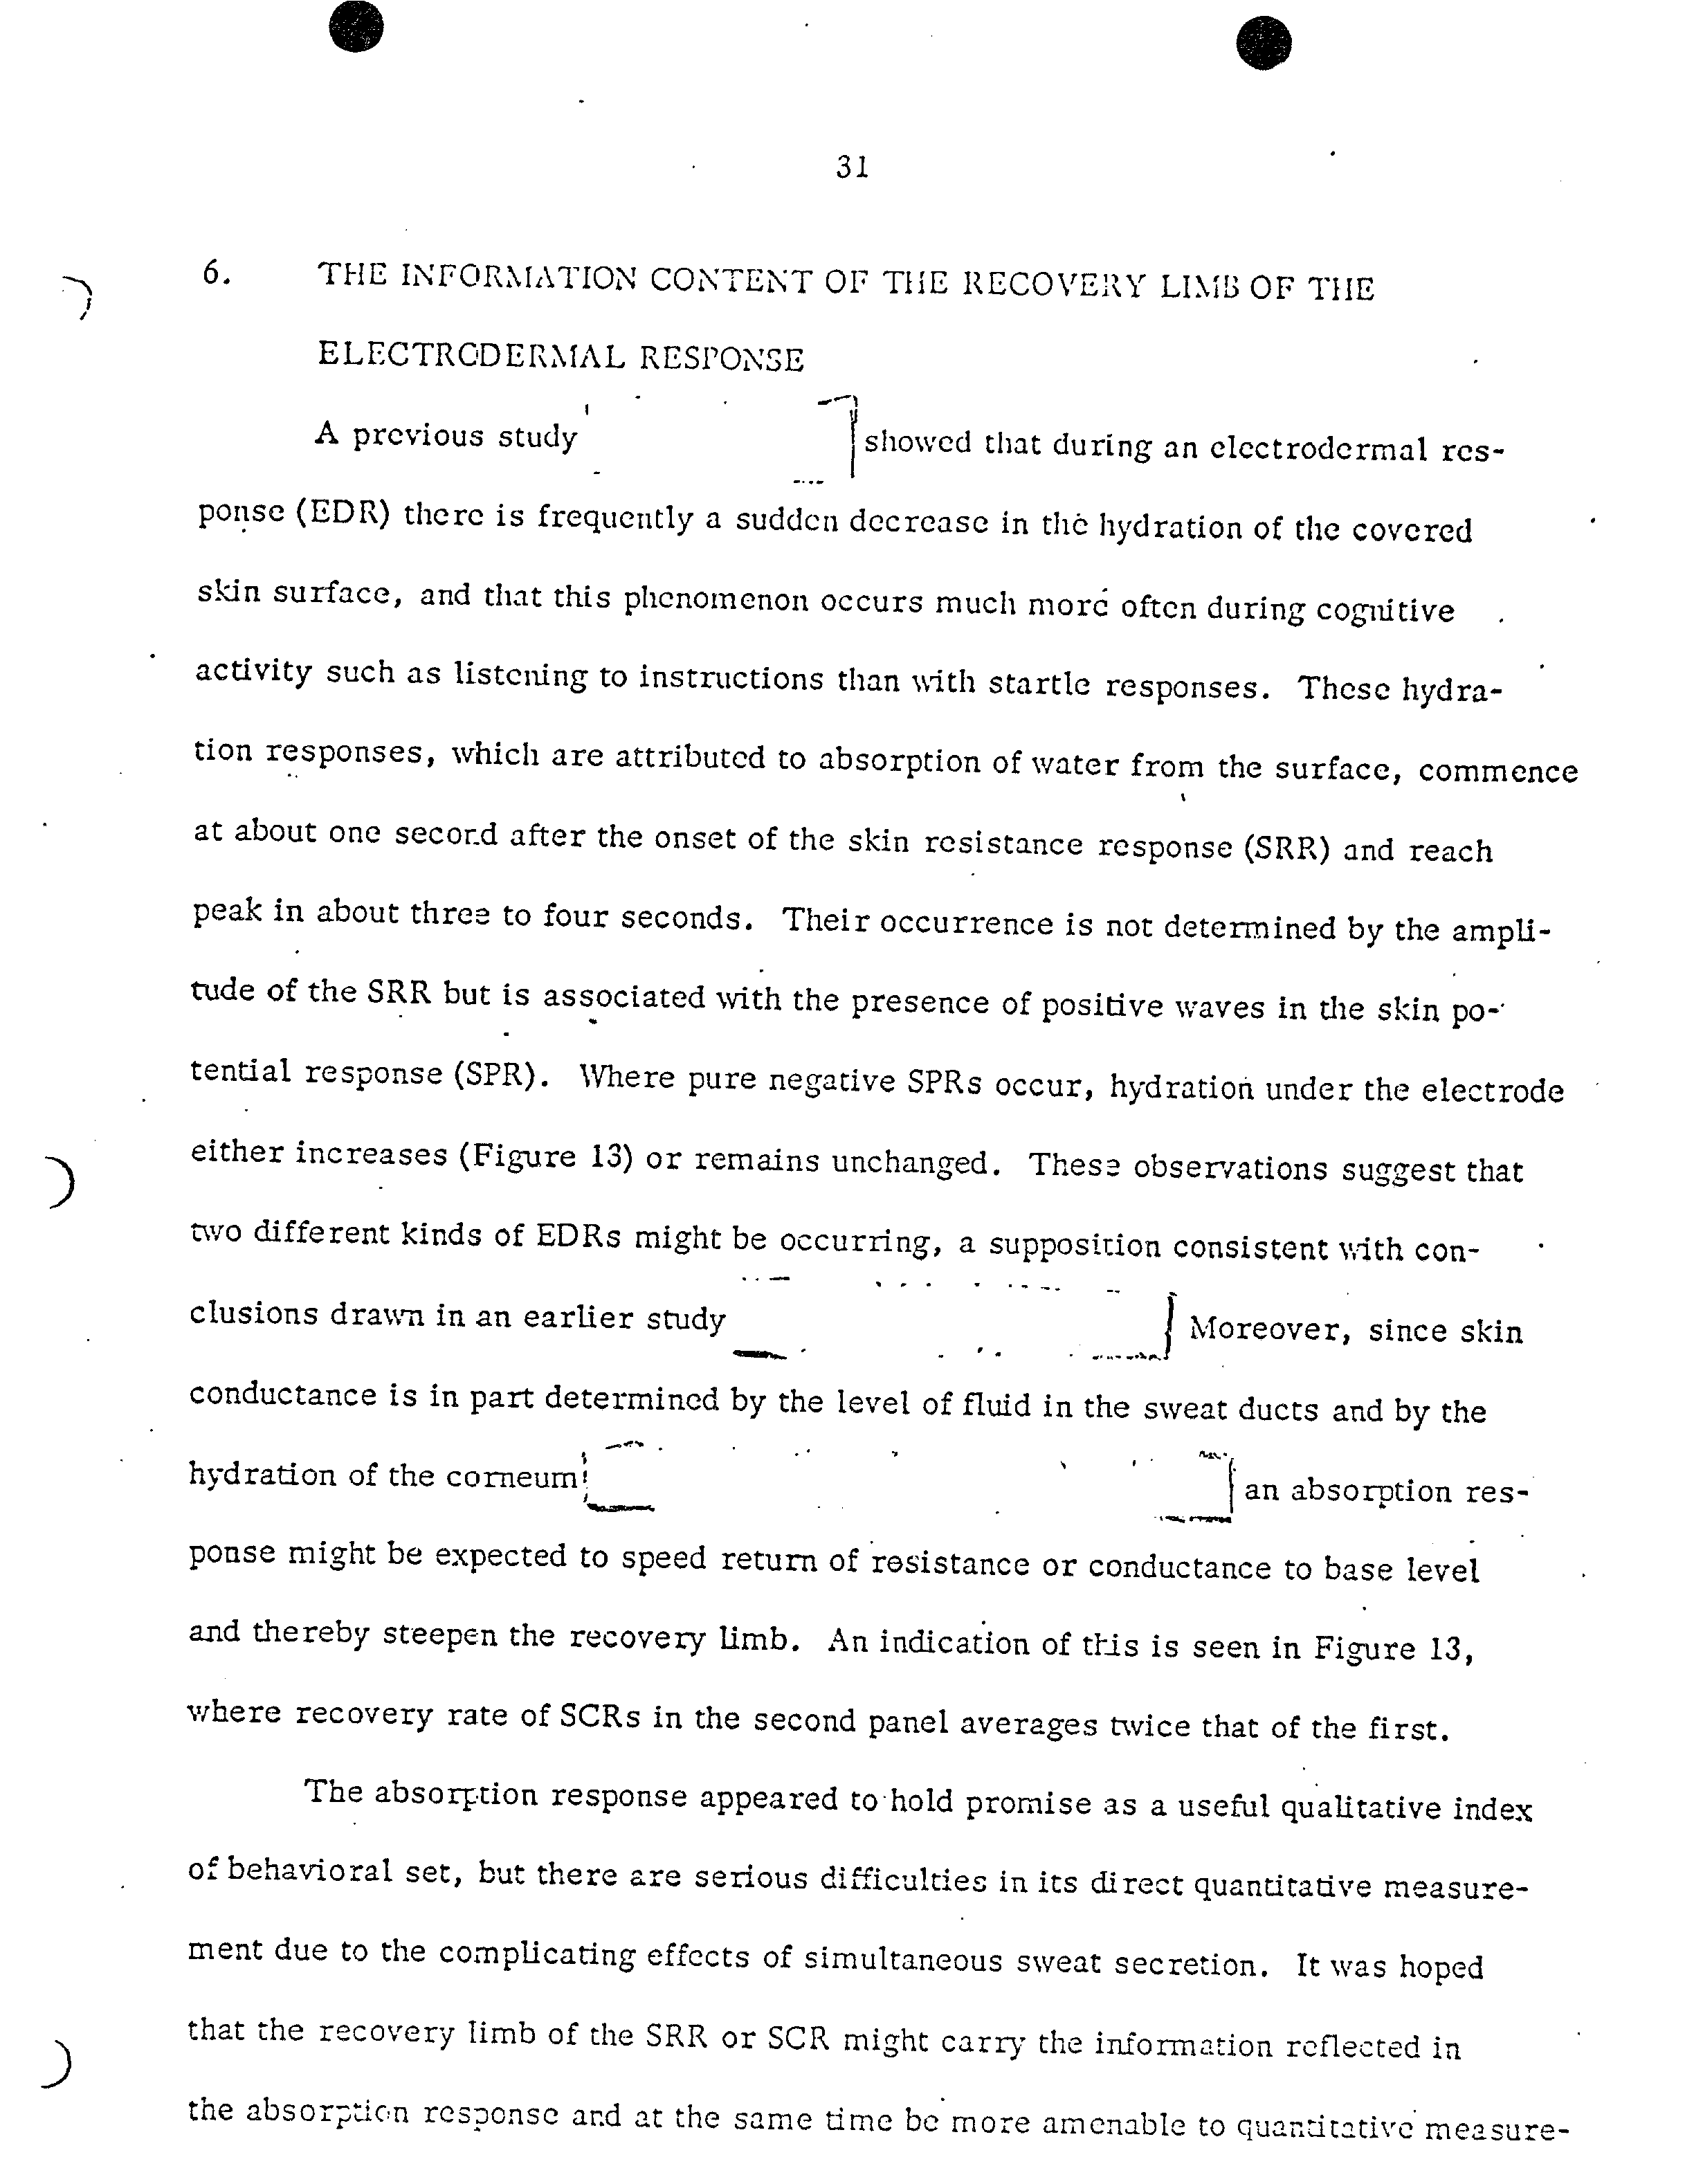 31
6. THE INFORMATION CONTENT OF THE RECOVERY LIMB OF THE
ELECTRODERMAL RESPONSE
A previous study showed that during an electrodermal res-
ponse (EDR) there is frequently a sudden decrease in the hydration of the covered
skin surface, and that this phenomenon occurs much more often during cognitive
activity such as listening to instructions than with startle responses. These hydra-
tion responses, which are attributed to absorption of water from the surface, commence
at about one second after the onset of the skin resistance response (SRR) and reach
peak in about three to four seconds. Their occurrence is not determined by the ampli-
tude of the SRR but is associated with the presence of positive waves in the skin po-
tential response (SPR). Where pure negative SPRs occur, hydration under the electrode
either increases (Figure 13) or remains unchanged. These observations suggest that
two different kinds of EDRs might be occurring, a supposition consistent with con-
clusions drawn in an earlier study Moreover, since skin
conductance is in part determined by the level of fluid in the sweat ducts and by the
hydration of the corneum an absorption res-
ponse might be expected to speed return of resistance or conductance to base level
and thereby steepen the recovery limb. An indication of this is seen in Figure 13,
where recovery rate of SCRs in the second panel averages twice that of the first.
The absorption response appeared to hold promise as a useful qualitative index
of behavioral set, but there are serious difficulties in its direct quantitative measure-
ment due to the complicating effects of simultaneous sweat secretion. It was hoped
that the recovery limb of the SRR or SCR might carry the information reflected in
the absorption response and at the same time be more amenable to quantitative measure-